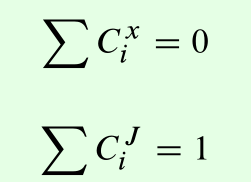 ∑ C_i^x = 0
∑ C_i^J = 1